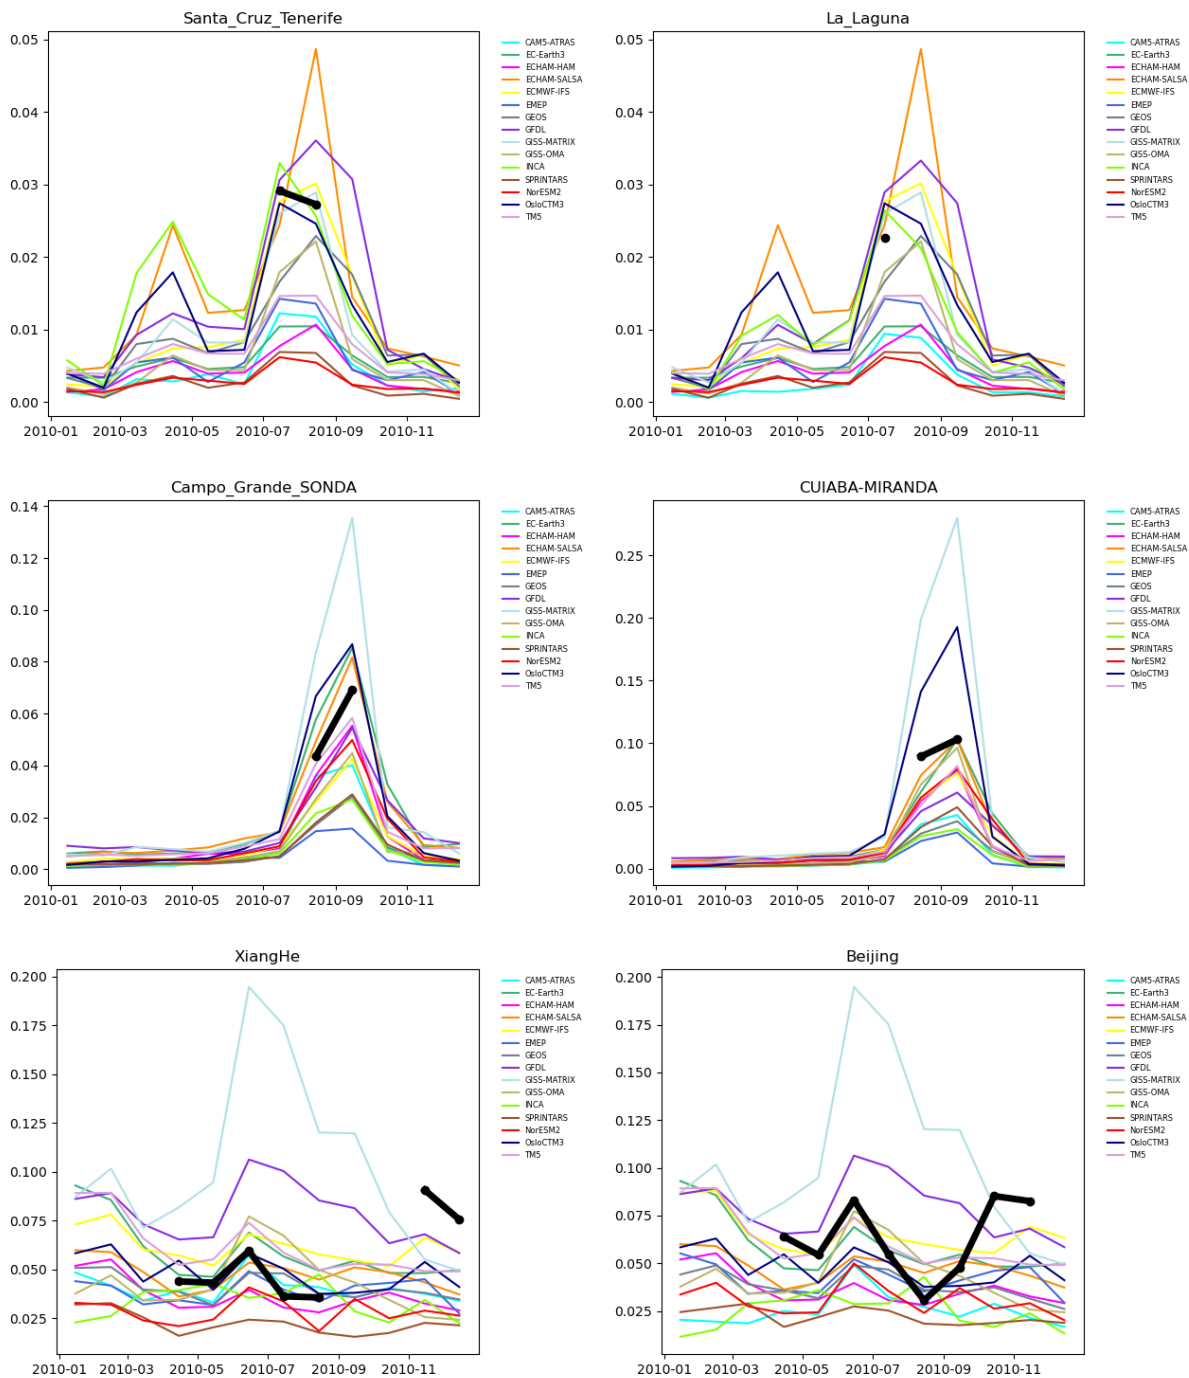 Santa_Cruz_Tenerife
0.05
0.04
0.03
0.02
0.01
0.00
2010-01 2010-03 2010-05 2010-07 2010-09 2010-11
CAM5-ATRAS
EC-Earth3
ECHAM-HAM
ECHAM-SALSA
ECMWF-IFS
EMEP
GEOS
GFDL
GISS-MATRIX
GISS-OMA
INCA
SPRINTARS
NorESM2
OsloCTM3
TM5
La_Laguna
0.05
0.04
0.03
0.02
0.01
0.00
2010-01 2010-03 2010-05 2010-07 2010-09 2010-11
CAM5-ATRAS
EC-Earth3
ECHAM-HAM
ECHAM-SALSA
ECMWF-IFS
EMEP
GEOS
GFDL
GISS-MATRIX
GISS-OMA
INCA
SPRINTARS
NorESM2
OsloCTM3
TM5
Campo_Grande_SONDA
0.14
0.12
0.10
0.08
0.06
0.04
0.02
0.00
2010-01 2010-03 2010-05 2010-07 2010-09 2010-11
CAM5-ATRAS
EC-Earth3
ECHAM-HAM
ECHAM-SALSA
ECMWF-IFS
EMEP
GEOS
GFDL
GISS-MATRIX
GISS-OMA
INCA
SPRINTARS
NorESM2
OsloCTM3
TM5
CUIABA-MIRANDA
0.25
0.20
0.15
0.10
0.05
0.00
2010-01 2010-03 2010-05 2010-07 2010-09 2010-11
CAM5-ATRAS
EC-Earth3
ECHAM-HAM
ECHAM-SALSA
ECMWF-IFS
EMEP
GEOS
GFDL
GISS-MATRIX
GISS-OMA
INCA
SPRINTARS
NorESM2
OsloCTM3
TM5
XiangHe
0.200
0.175
0.150
0.125
0.100
0.075
0.050
0.025
2010-01 2010-03 2010-05 2010-07 2010-09 2010-11
CAM5-ATRAS
EC-Earth3
ECHAM-HAM
ECHAM-SALSA
ECMWF-IFS
EMEP
GEOS
GFDL
GISS-MATRIX
GISS-OMA
INCA
SPRINTARS
NorESM2
OsloCTM3
TM5
Beijing
0.200
0.175
0.150
0.125
0.100
0.075
0.050
0.025
2010-01 2010-03 2010-05 2010-07 2010-09 2010-11
CAM5-ATRAS
EC-Earth3
ECHAM-HAM
ECHAM-SALSA
ECMWF-IFS
EMEP
GEOS
GFDL
GISS-MATRIX
GISS-OMA
INCA
SPRINTARS
NorESM2
OsloCTM3
TM5